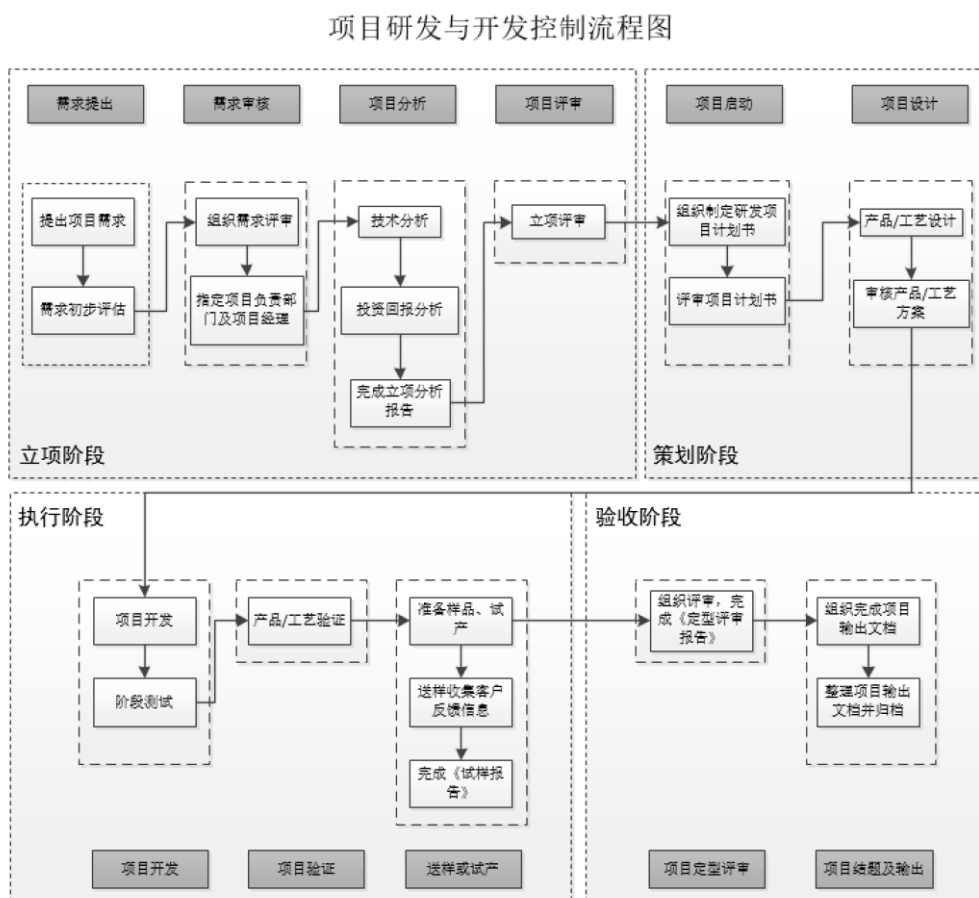 项目研发与开发控制流程图
需求提出
需求审核
项目分析
项目评审
项目启动
项目设计
提出项目需求
需求初步评估
组织需求评审
指定项目负责部
门及项目经理
技术分析
投资回报分析
完成立项分析
报告
立项评审
组织制定研发项
目计划书
评审项目计划书
产品/工艺设计
审核产品/工艺
方案
立项阶段
策划阶段
执行阶段
验收阶段
项目开发
阶段测试
产品/工艺验证
准备样品、试
产
送样收集客户
反馈信息
完成《试样报
告》
组织评审，完
成《定型评审
报告》
组织完成项目
输出文档
整理项目输出
文档并归档
项目开发
项目验证
送样或试产
项目定型评审
项目结题及输出